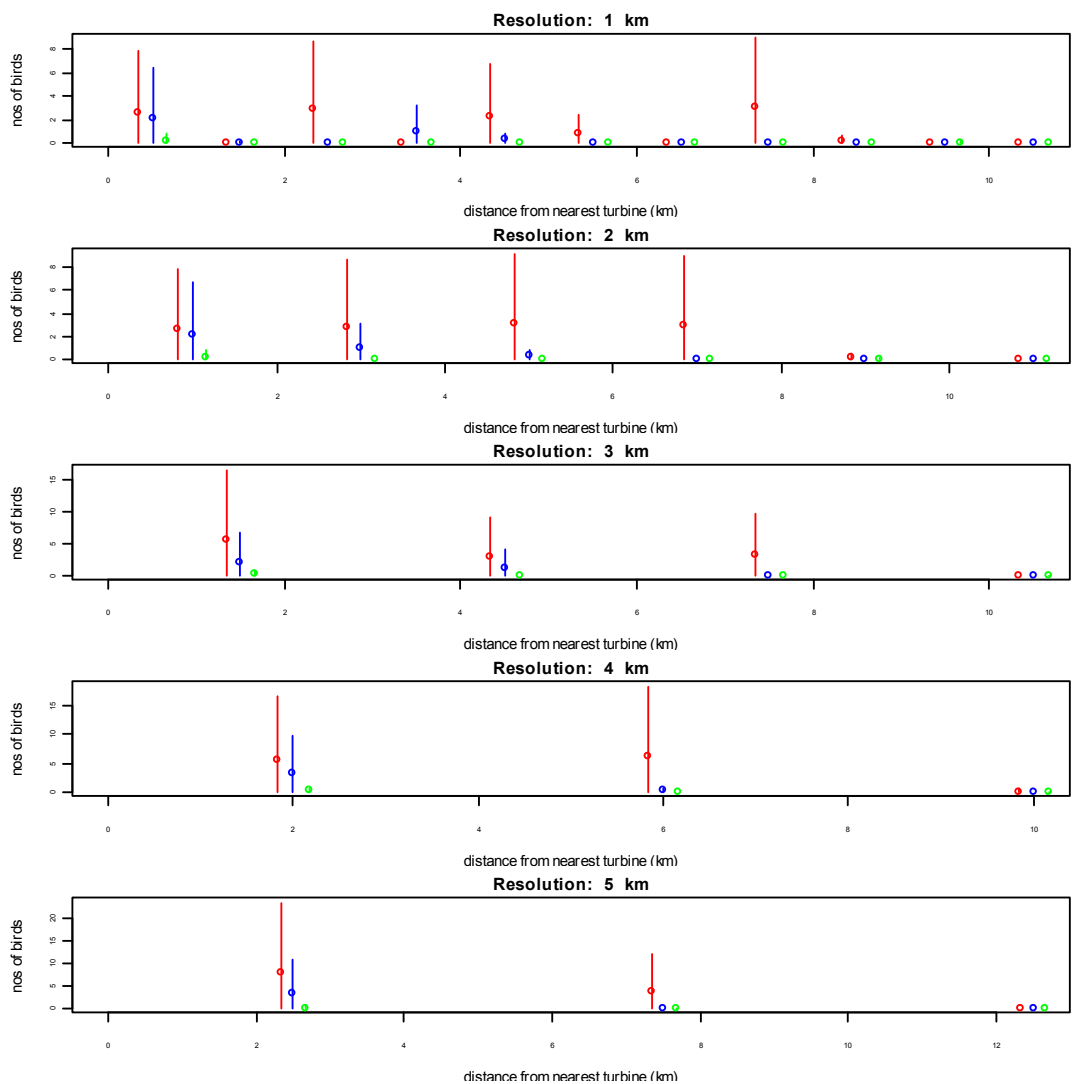 Resolution: 1 km
nos of birds
0 2 4 6 8
0 2 4 6 8 10
distance from nearest turbine (km)
Resolution: 2 km
nos of birds
0 2 4 6 8
0 2 4 6 8 10
distance from nearest turbine (km)
Resolution: 3 km
nos of birds
0 5 10 15
0 2 4 6 8 10
distance from nearest turbine (km)
Resolution: 4 km
nos of birds
0 5 10 15
0 2 4 6 8 10
distance from nearest turbine (km)
Resolution: 5 km
nos of birds
0 5 10 15 20
0 2 4 6 8 10 12
distance from nearest turbine (km)